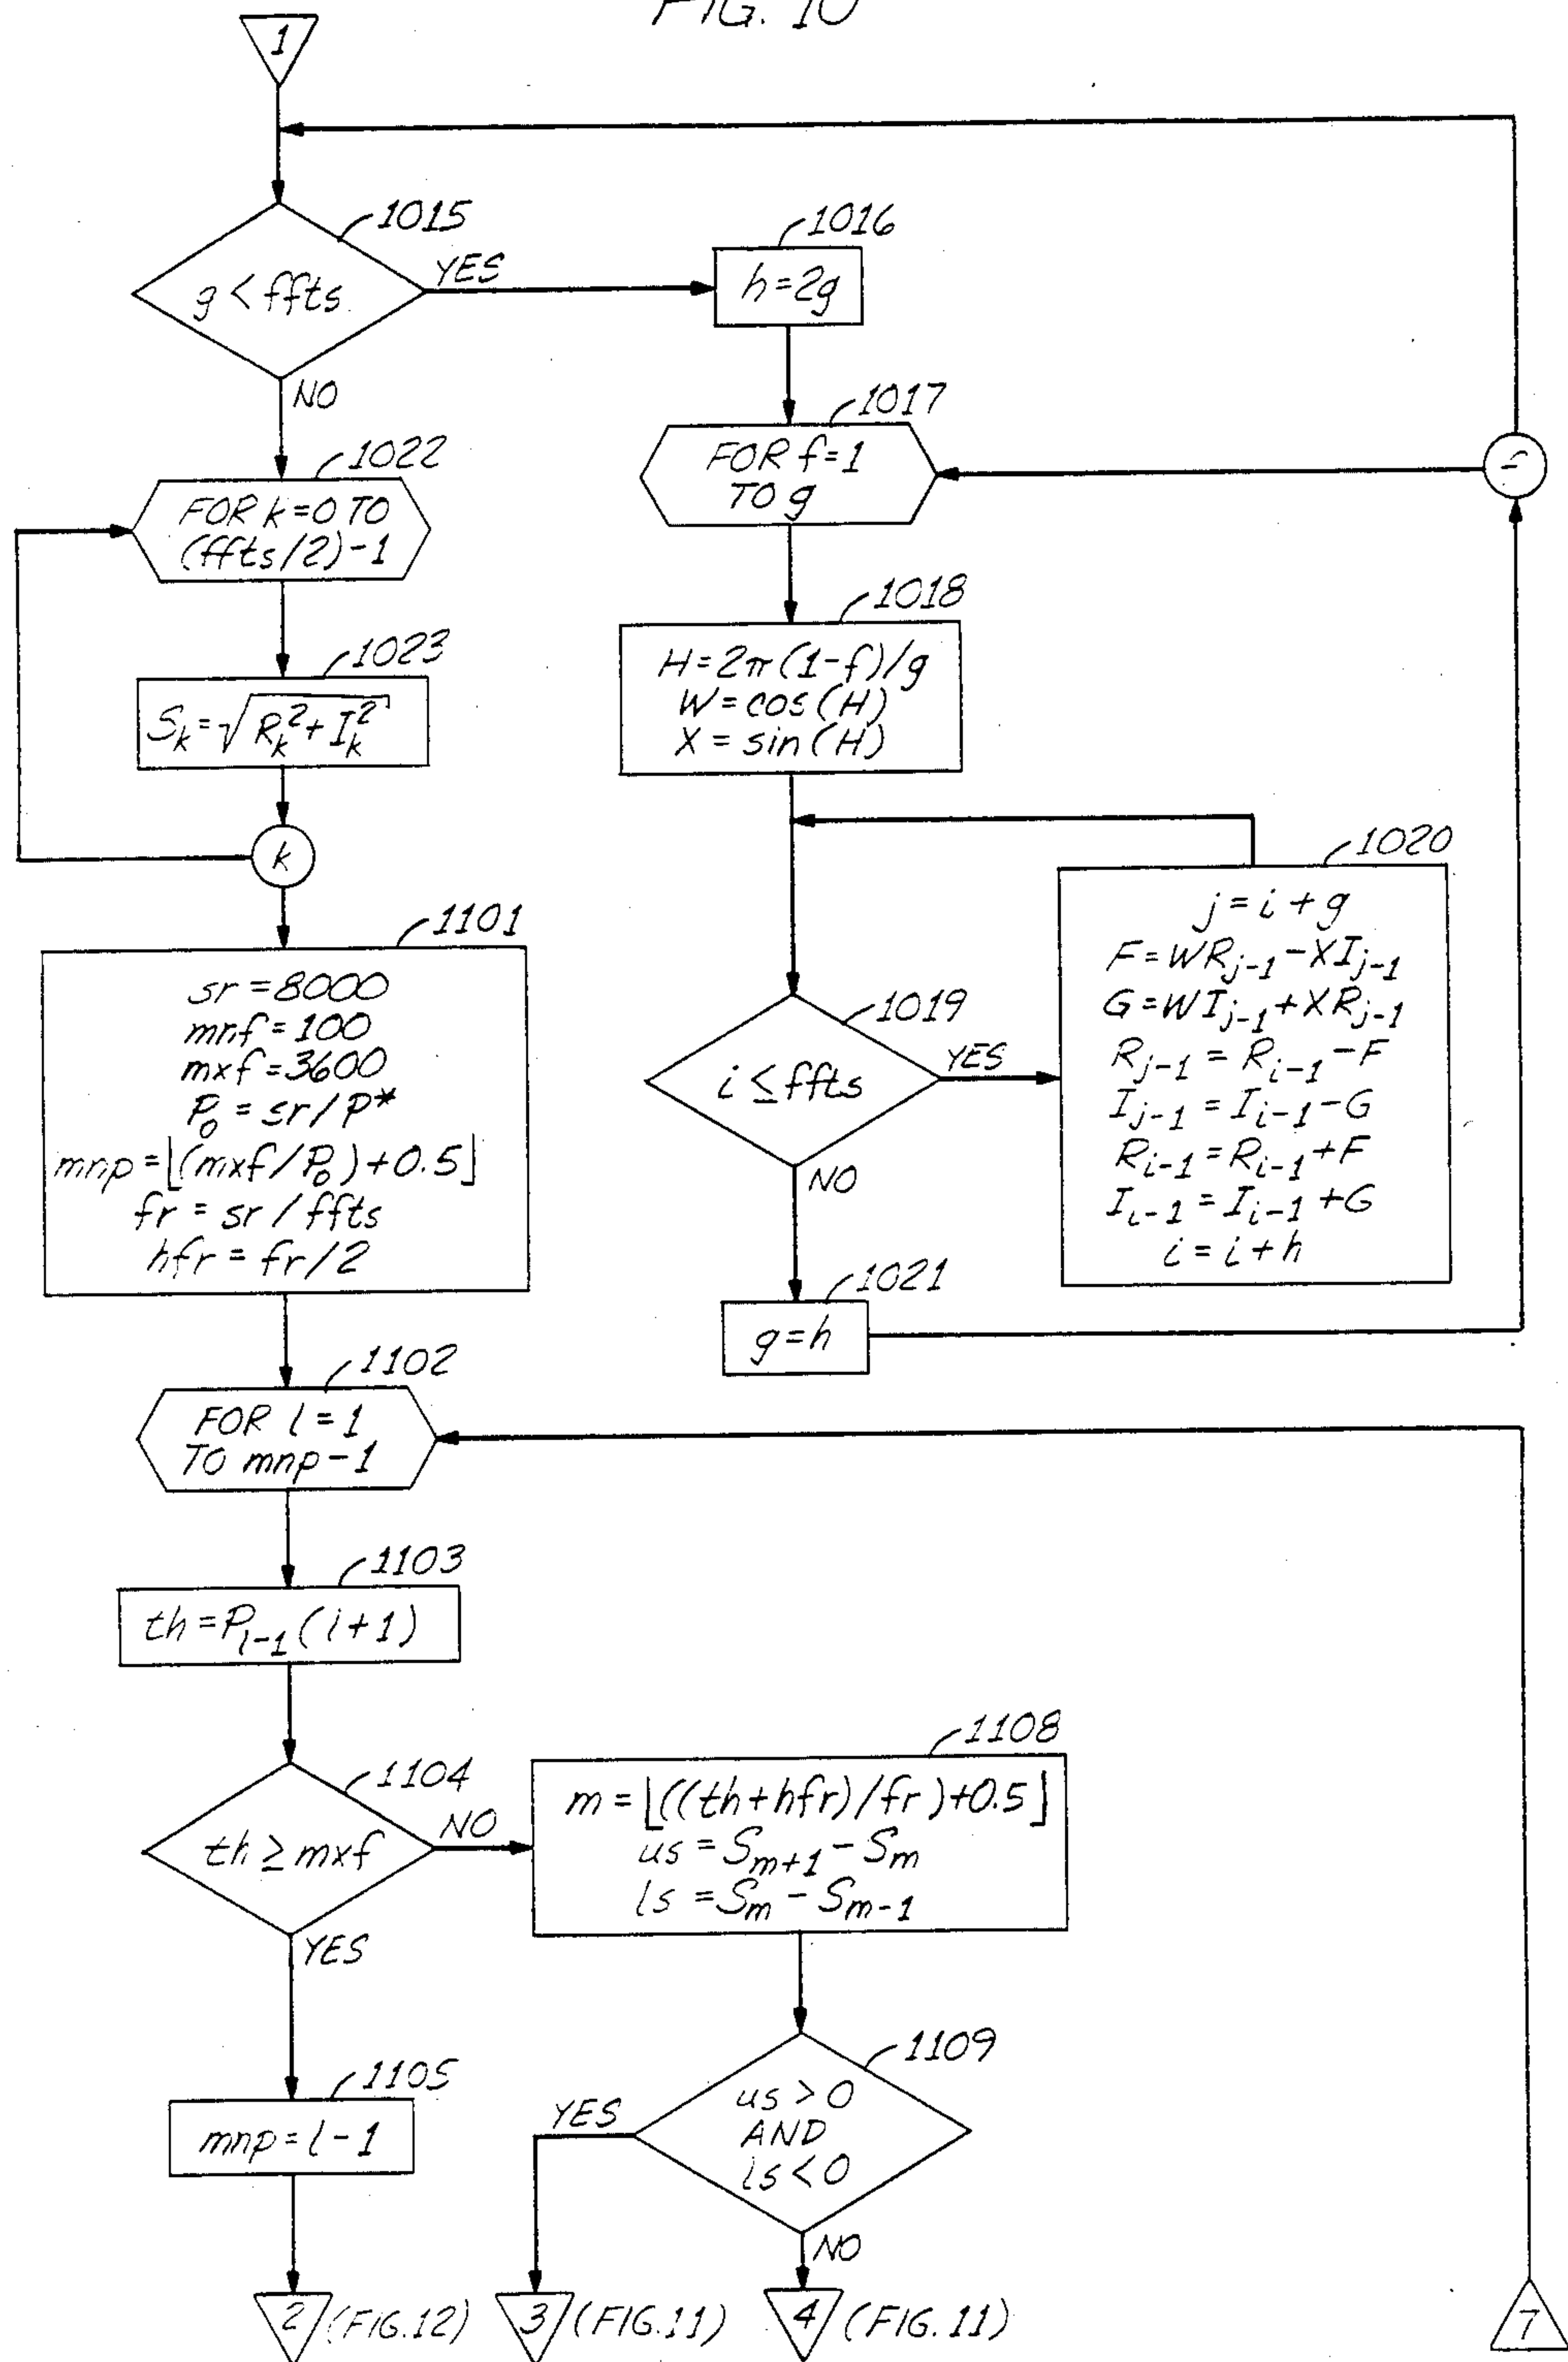 FIG. 10
1
1015
g < ffts
YES
NO
1016
h=2g
1017
FOR f=1
TO g
f
1022
FOR k=0 TO
(ffts/2)-1
1018
H=2π(1-f)/g
W=cos(H)
X=sin(H)
1023
S_k=√R_k^2+I_k^2
k
1020
j=i+g
F=WR_{j-1}-XI_{j-1}
G=WI_{j-1}+XR_{j-1}
R_{j-1}=R_{i-1}-F
I_{j-1}=I_{i-1}-G
R_{i-1}=R_{i-1}+F
I_{i-1}=I_{i-1}+G
i=i+h
1019
i≤ffts
YES
NO
1021
g=h
1101
sr=8000
mnf=100
mxf=3600
P_0=sr/P*
mnp=⌊(mxf/P_0)+0.5⌋
fr=sr/ffts
hfr=fr/2
1102
FOR l=1
TO mnp-1
1103
th=P_{l-1}(l+1)
1104
th≥mxf
NO
YES
1108
m=⌊((th+hfr)/fr)+0.5⌋
us=S_{m+1}-S_m
ls=S_m-S_{m-1}
1109
us>0
AND
ls<0
YES
NO
1105
mnp=l-1
2 (FIG.12)
3 (FIG.11)
4 (FIG.11)
7